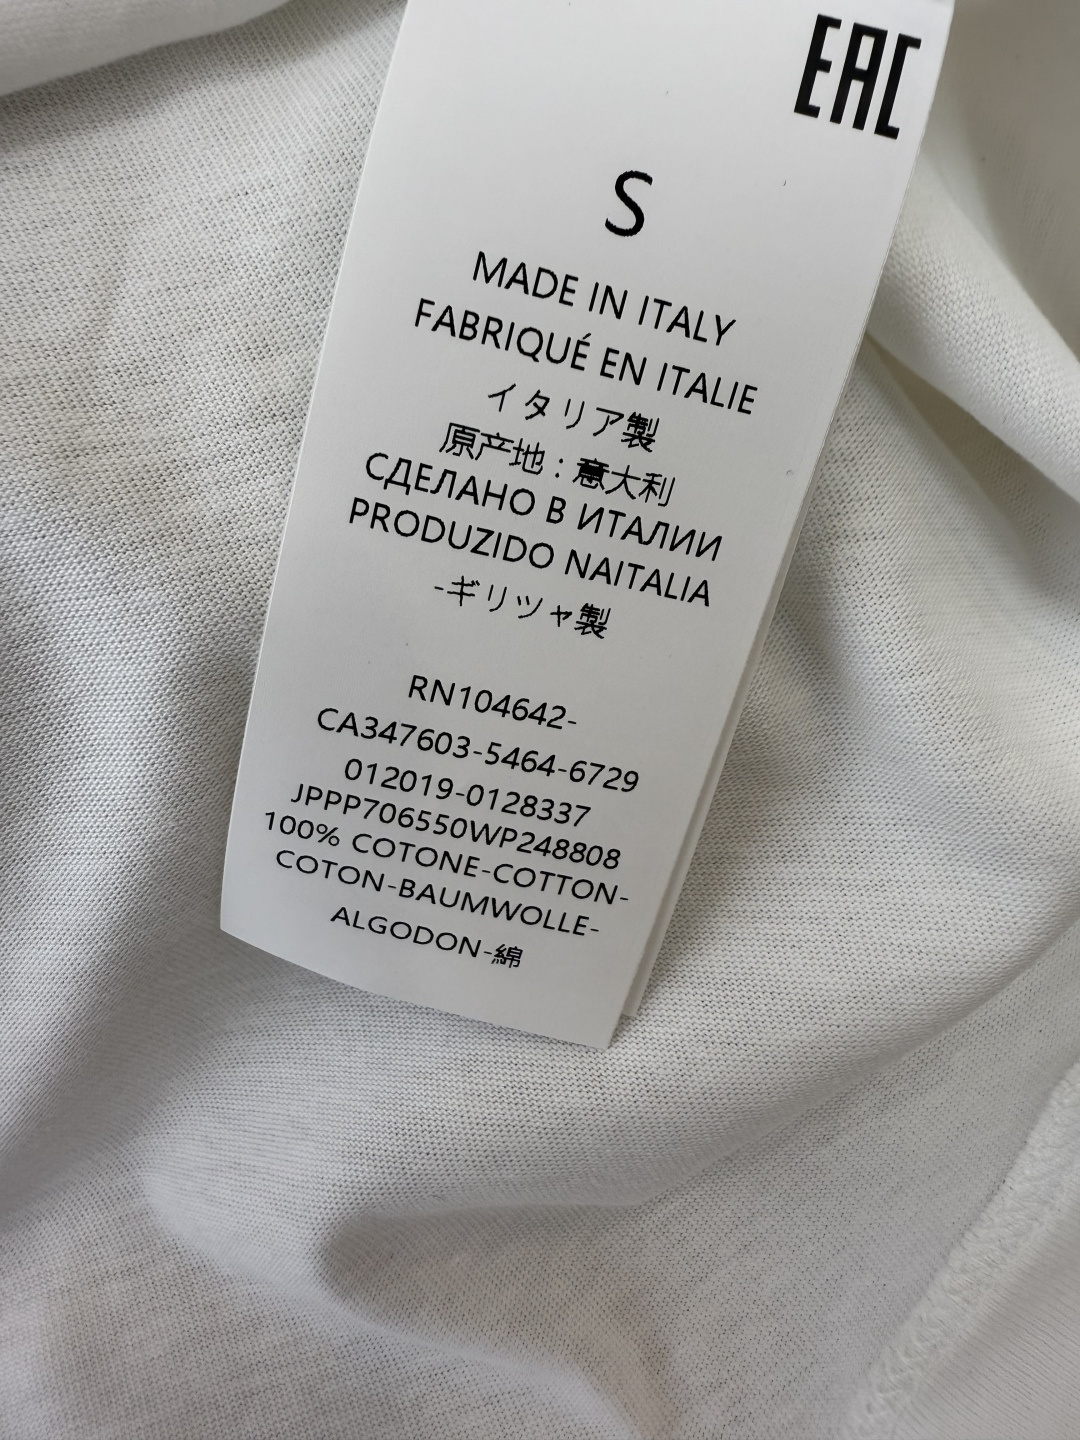 EAC
S
MADE IN ITALY
FABRIQUÉ EN ITALIE
イタリア製
原产地：意大利
СДЕЛАНО В ИТАЛИИ
PRODUZIDO NAITALIA
-ギリツャ製
RN104642-
CA347603-5464-6729
012019-0128337
JPPP706550WP248808
100% COTONE-COTTON-
COTON-BAUMWOLLE-
ALGODON-綿